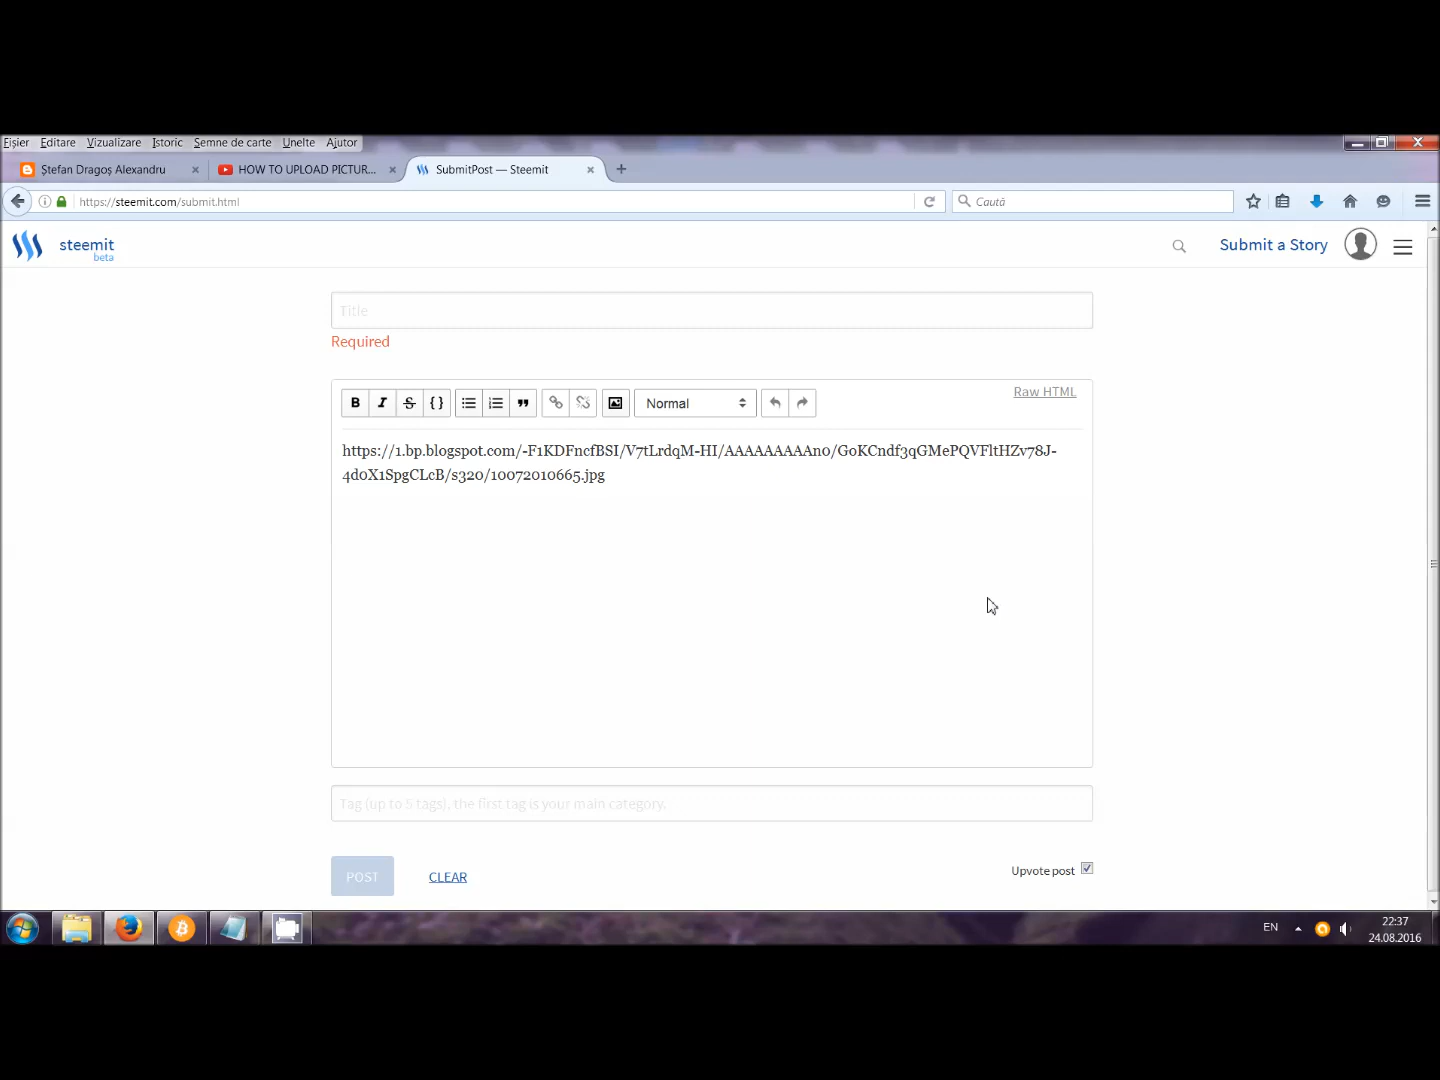 Fișier Editare Vizualizare Istoric Semne de carte Unelte Ajutor
Ștefan Dragoș Alexandru HOW TO UPLOAD PICTUR... SubmitPost — Steemit
https://steemit.com/submit.html Caută
steemit
beta
Submit a Story
Title
Required
Raw HTML
B I S { } Normal
https://1.bp.blogspot.com/-F1KDFncfBSI/V7tLrdqM-HI/AAAAAAAAAn0/GoKCndf3qGMePQVFltHZv78J-
4d0X1SpgCLcB/s320/10072010665.jpg
Tag (up to 5 tags), the first tag is your main category.
POST CLEAR Upvote post
EN 22:37
24.08.2016